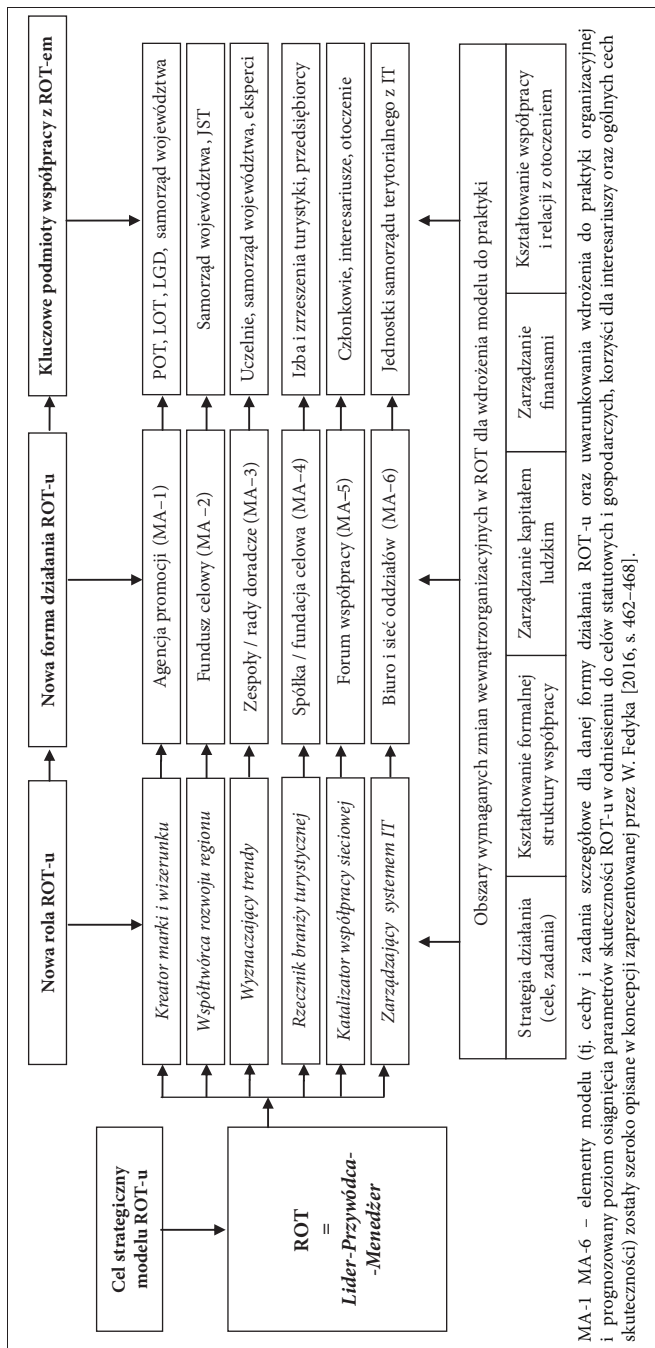 Cel strategiczny
modelu ROT-u
ROT
=
Lider-Przywódca-
-Menedżer
Nowa rola ROT-u
Kreator marki i wizerunku
Współtwórca rozwoju regionu
Wyznaczający trendy
Rzecznik branży turystycznej
Katalizator współpracy sieciowej
Zarządzający systemem IT
Nowa forma działania ROT-u
Agencja promocji (MA–1)
Fundusz celowy (MA –2)
Zespoły / rady doradcze (MA–3)
Spółka / fundacja celowa (MA–4)
Forum współpracy (MA–5)
Biuro i sieć oddziałów (MA–6)
Kluczowe podmioty współpracy z ROT-em
POT, LOT, LGD, samorząd województwa
Samorząd województwa, JST
Uczelnie, samorząd województwa, eksperci
Izba i zrzeszenia turystyki, przedsiębiorcy
Członkowie, interesariusze, otoczenie
Jednostki samorządu terytorialnego z IT
Obszary wymaganych zmian wewnątrzorganizacyjnych w ROT dla wdrożenia modelu do praktyki
Strategia działania
(cele, zadania)
Kształtowanie formalnej
struktury współpracy
Zarządzanie kapitałem
ludzkim
Zarządzanie
finansami
Kształtowanie współpracy
i relacji z otoczeniem
MA-1 MA-6 – elementy modelu (tj. cechy i zadania szczegółowe dla danej formy działania ROT-u oraz uwarunkowania wdrożenia do praktyki organizacyjnej
i prognozowany poziom osiągnięcia parametrów skuteczności ROT-u w odniesieniu do celów statutowych i gospodarczych, korzyści dla interesariuszy oraz ogólnych cech
skuteczności) zostały szeroko opisane w koncepcji zaprezentowanej przez W. Fedyka [2016, s. 462–468].